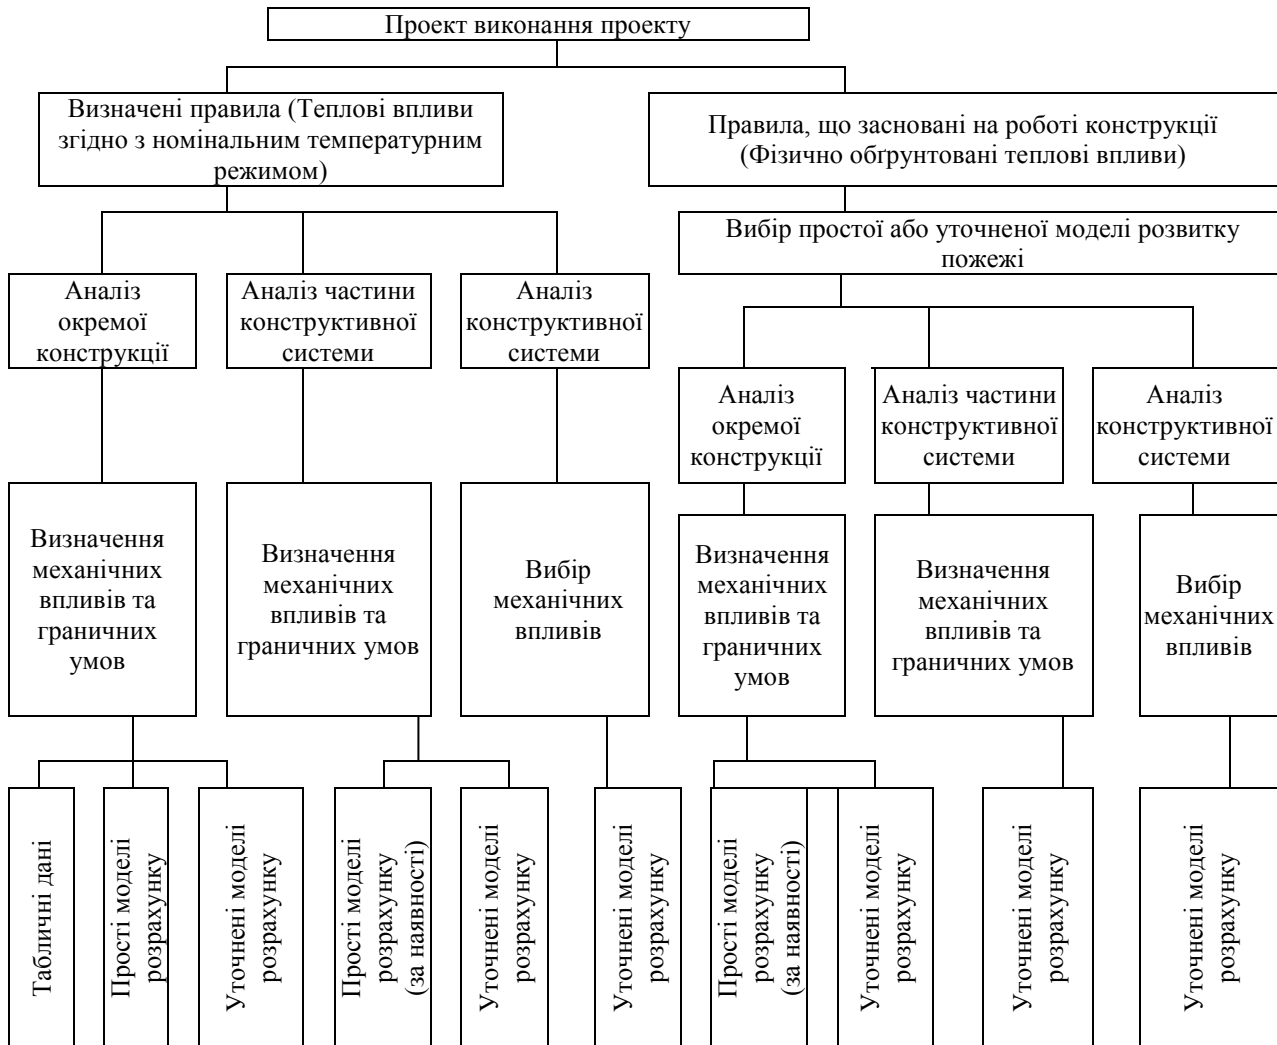 Проект виконання проекту
Визначені правила (Теплові впливи
згідно з номінальним температурним
режимом)
Правила, що засновані на роботі конструкції
(Фізично обґрунтовані теплові впливи)
Вибір простої або уточненої моделі розвитку
пожежі
Аналіз
окремої
конструкції
Аналіз частини
конструктивної
системи
Аналіз
конструктивної
системи
Аналіз
окремої
конструкції
Аналіз частини
конструктивної
системи
Аналіз
конструктивної
системи
Визначення
механічних
впливів та
граничних
умов
Визначення
механічних
впливів та
граничних умов
Вибір
механічних
впливів
Визначення
механічних
впливів та
граничних
умов
Визначення
механічних
впливів та
граничних умов
Вибір
механічних
впливів
Табличні дані
Прості моделі
розрахунку
Уточнені моделі
розрахунку
Прості моделі
розрахунку
(за наявності)
Уточнені моделі
розрахунку
Уточнені моделі
розрахунку
Прості моделі
розрахунку
(за наявності)
Уточнені моделі
розрахунку
Уточнені моделі
розрахунку
Уточнені моделі
розрахунку